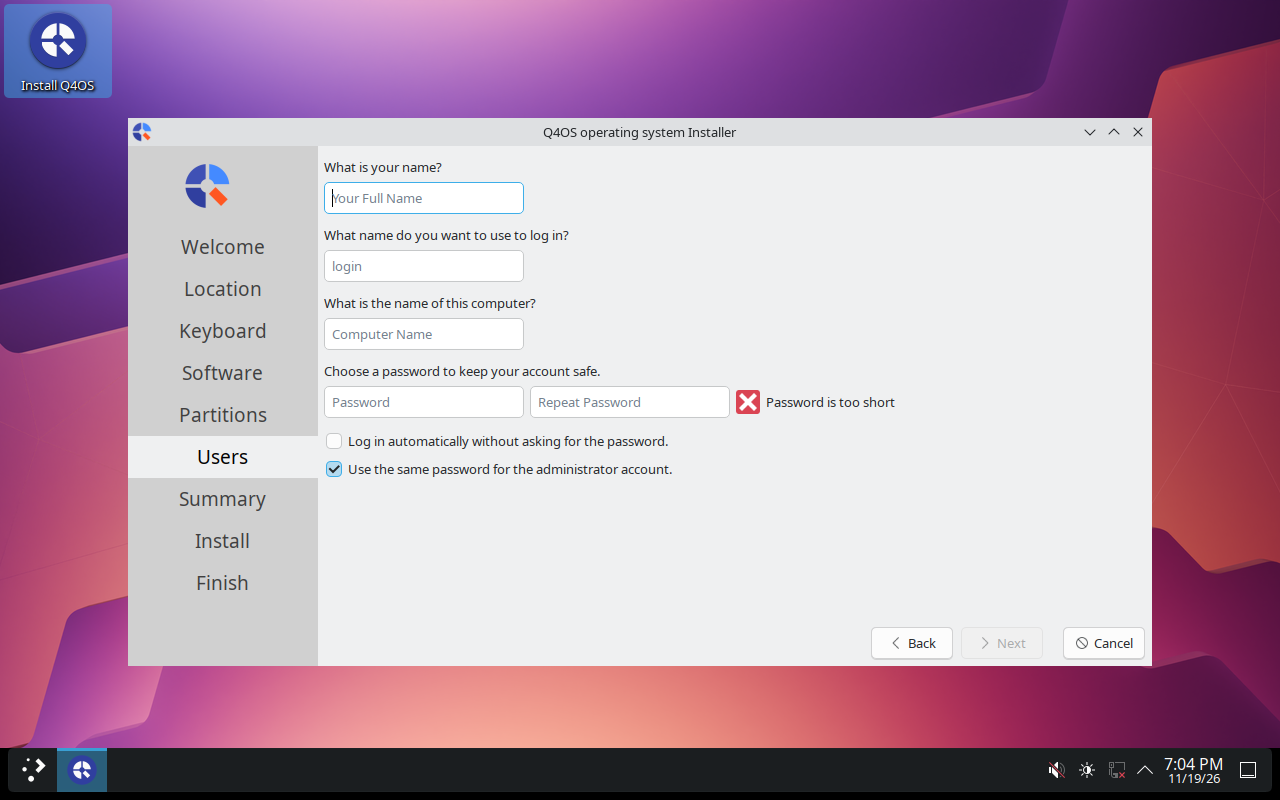 Install Q4OS
Q4OS operating system Installer
Welcome
Location
Keyboard
Software
Partitions
Users
Summary
Install
Finish
What is your name?
Your Full Name
What name do you want to use to log in?
login
What is the name of this computer?
Computer Name
Choose a password to keep your account safe.
Password
Repeat Password
Password is too short
Log in automatically without asking for the password.
Use the same password for the administrator account.
Back
Next
Cancel
7:04 PM
11/19/26